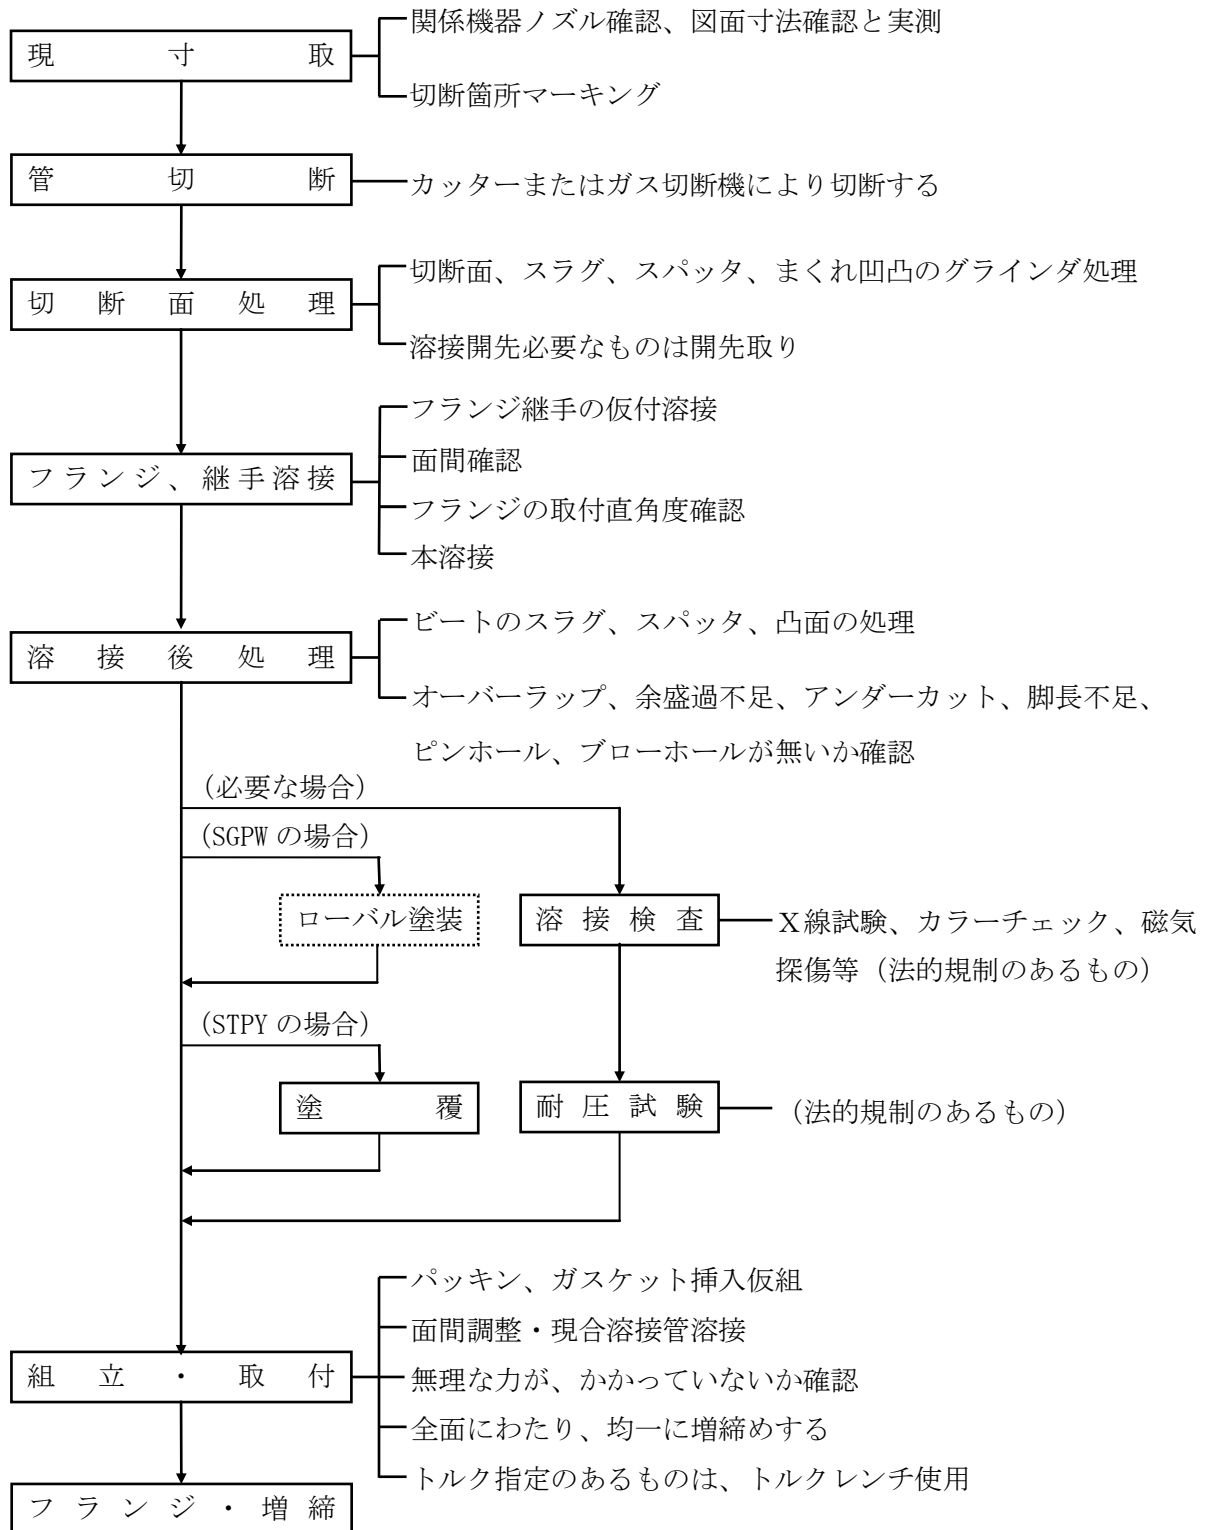 関係機器ノズル確認、図面寸法確認と実測
現寸取
切断箇所マーキング
管切断
カッターまたはガス切断機により切断する
切断面、スラグ、スパッタ、まくれ凹凸のグラインダ処理
切断面処理
溶接開先必要なものは開先取り
フランジ継手の仮付溶接
面間確認
フランジ、継手溶接
フランジの取付直角度確認
本溶接
ビートのスラグ、スパッタ、凸面の処理
溶接後処理
オーバーラップ、余盛過不足、アンダーカット、脚長不足、
ピンホール、ブローホールが無いか確認
（必要な場合）
（SGPW の場合）
ローバル塗装
溶接検査
Ｘ線試験、カラーチェック、磁気
探傷等（法的規制のあるもの）
（STPY の場合）
塗覆
耐圧試験
（法的規制のあるもの）
パッキン、ガスケット挿入仮組
面間調整・現合溶接管溶接
組立・取付
無理な力が、かかっていないか確認
全面にわたり、均一に増締めする
トルク指定のあるものは、トルクレンチ使用
フランジ・増締